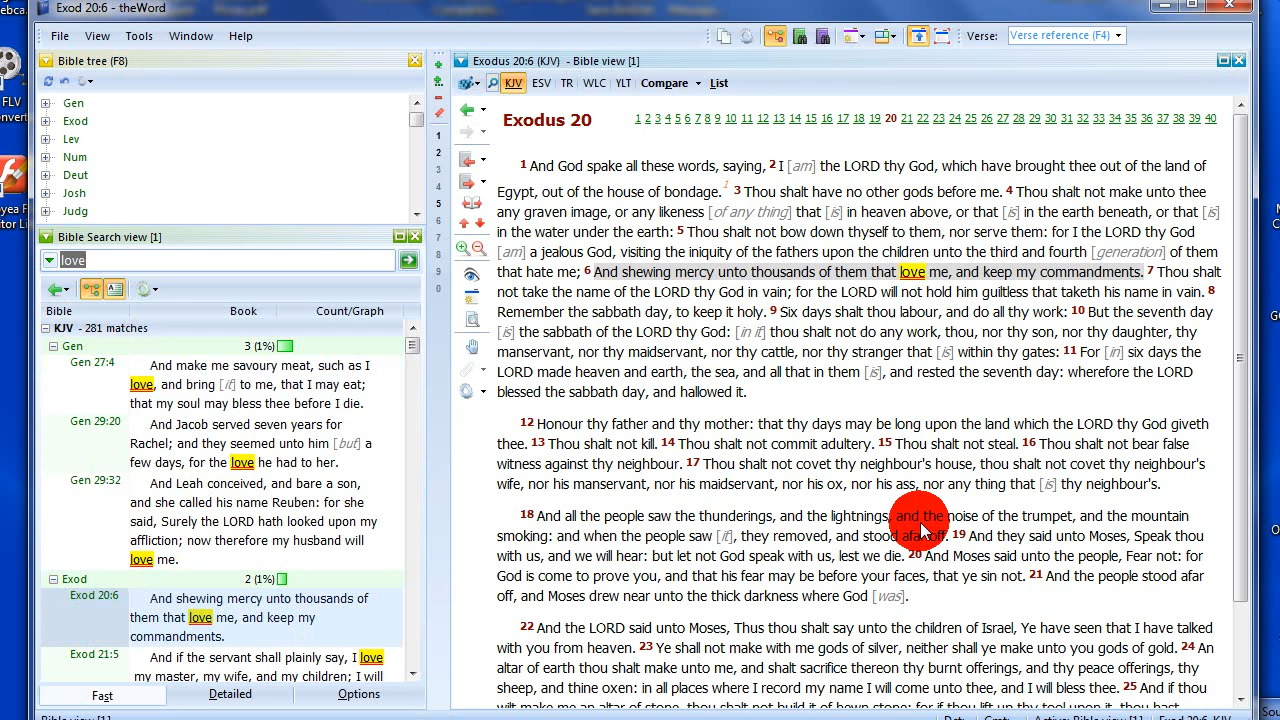 Exod 20:6 - theWord
File View Tools Window Help
Verse: Verse reference (F4)
Bible tree (F8)
Gen
Exod
Lev
Num
Deut
Josh
Judg
Bible Search view [1]
love
Bible Book Count/Graph
KJV - 281 matches
Gen 3 (1%)
Gen 27:4 And make me savoury meat, such as I
love, and bring [it] to me, that I may eat;
that my soul may bless thee before I die.
Gen 29:20 And Jacob served seven years for
Rachel; and they seemed unto him [but] a
few days, for the love he had to her.
Gen 29:32 And Leah conceived, and bare a son,
and she called his name Reuben: for she
said, Surely the LORD hath looked upon my
affliction; now therefore my husband will
love me.
Exod 2 (1%)
Exod 20:6 And shewing mercy unto thousands of
them that love me, and keep my
commandments.
Exod 21:5 And if the servant shall plainly say, I love
my master, my wife, and my children; I will
Fast Detailed Options
1
2
3
4
5
6
7
8
9
0
Exodus 20:6 (KJV) - Bible view [1]
KJV ESV TR WLC YLT Compare List
Exodus 20 1 2 3 4 5 6 7 8 9 10 11 12 13 14 15 16 17 18 19 20 21 22 23 24 25 26 27 28 29 30 31 32 33 34 35 36 37 38 39 40
1 And God spake all these words, saying, 2 I [am] the LORD thy God, which have brought thee out of the land of
Egypt, out of the house of bondage. 1 3 Thou shalt have no other gods before me. 4 Thou shalt not make unto thee
any graven image, or any likeness [of any thing] that [is] in heaven above, or that [is] in the earth beneath, or that [is]
in the water under the earth: 5 Thou shalt not bow down thyself to them, nor serve them: for I the LORD thy God
[am] a jealous God, visiting the iniquity of the fathers upon the children unto the third and fourth [generation] of them
that hate me; 6 And shewing mercy unto thousands of them that love me, and keep my commandments. 7 Thou shalt
not take the name of the LORD thy God in vain; for the LORD will not hold him guiltless that taketh his name in vain. 8
Remember the sabbath day, to keep it holy. 9 Six days shalt thou labour, and do all thy work: 10 But the seventh day
[is] the sabbath of the LORD thy God: [in it] thou shalt not do any work, thou, nor thy son, nor thy daughter, thy
manservant, nor thy maidservant, nor thy cattle, nor thy stranger that [is] within thy gates: 11 For [in] six days the
LORD made heaven and earth, the sea, and all that in them [is], and rested the seventh day: wherefore the LORD
blessed the sabbath day, and hallowed it.
12 Honour thy father and thy mother: that thy days may be long upon the land which the LORD thy God giveth
thee. 13 Thou shalt not kill. 14 Thou shalt not commit adultery. 15 Thou shalt not steal. 16 Thou shalt not bear false
witness against thy neighbour. 17 Thou shalt not covet thy neighbour's house, thou shalt not covet thy neighbour's
wife, nor his manservant, nor his maidservant, nor his ox, nor his ass, nor any thing that [is] thy neighbour's.
18 And all the people saw the thunderings, and the lightnings, and the noise of the trumpet, and the mountain
smoking: and when the people saw [it], they removed, and stood afar off. 19 And they said unto Moses, Speak thou
with us, and we will hear: but let not God speak with us, lest we die. 20 And Moses said unto the people, Fear not: for
God is come to prove you, and that his fear may be before your faces, that ye sin not. 21 And the people stood afar
off, and Moses drew near unto the thick darkness where God [was].
22 And the LORD said unto Moses, Thus thou shalt say unto the children of Israel, Ye have seen that I have talked
with you from heaven. 23 Ye shall not make with me gods of silver, neither shall ye make unto you gods of gold. 24 An
altar of earth thou shalt make unto me, and shalt sacrifice thereon thy burnt offerings, and thy peace offerings, thy
sheep, and thine oxen: in all places where I record my name I will come unto thee, and I will bless thee. 25 And if thou
FLV